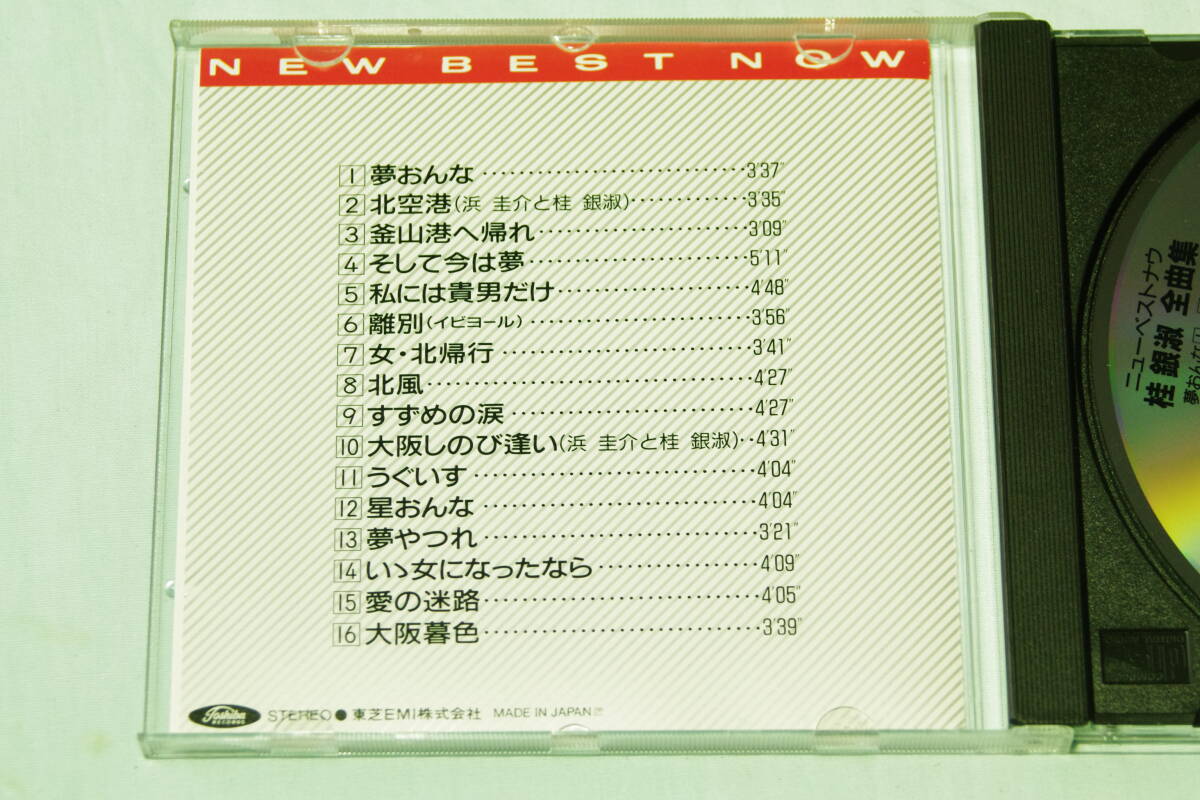 NEW BEST NOW
1 夢おんな 3'37"
2 北空港(浜 圭介と桂 銀淑) 3'35"
3 釜山港へ帰れ 3'09"
4 そして今は夢 5'11"
5 私には貴男だけ 4'48"
6 離別(イビヨール) 3'56"
7 女・北帰行 3'41"
8 北風 4'27"
9 すずめの涙 4'27"
10 大阪しのび逢い(浜 圭介と桂 銀淑) 4'31"
11 うぐいす 4'04"
12 星おんな 4'04"
13 夢やつれ 3'21"
14 いゝ女になったなら 4'09"
15 愛の迷路 4'05"
16 大阪暮色 3'39"
Toshiba RECORDS STEREO ● 東芝EMI株式会社 MADE IN JAPAN
ニューベストナウ
桂 銀淑 全曲集
夢おんな